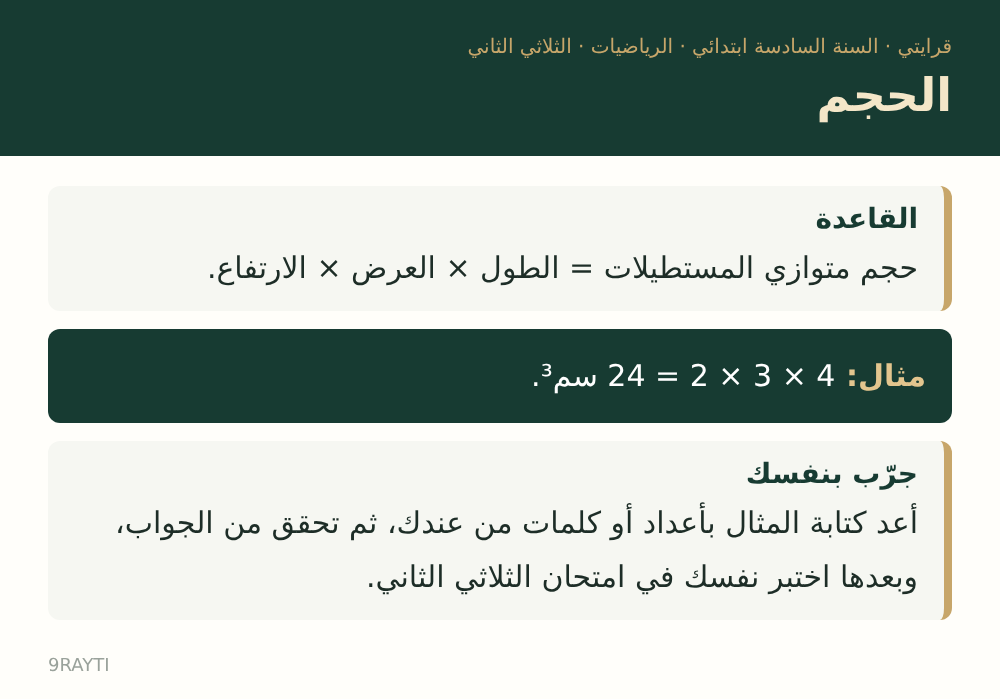 قرايتي · السنة السادسة ابتدائي · الرياضيات · الثلاثي الثاني
الحجم
القاعدة
حجم متوازي المستطيلات = الطول × العرض × الارتفاع.
مثال: 4 × 3 × 2 = 24 سم³.
جرّب بنفسك
أعد كتابة المثال بأعداد أو كلمات من عندك، ثم تحقق من الجواب،
وبعدها اختبر نفسك في امتحان الثلاثي الثاني.
9RAYTI